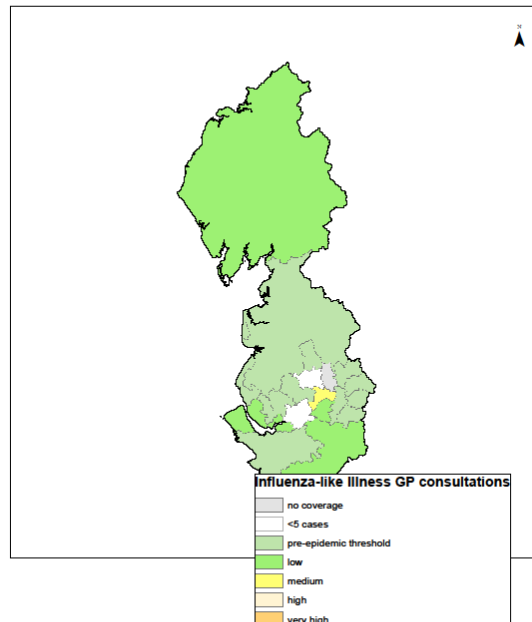 Influenza-like Illness GP consultations
no coverage
<5 cases
pre-epidemic threshold
low
medium
high
very high